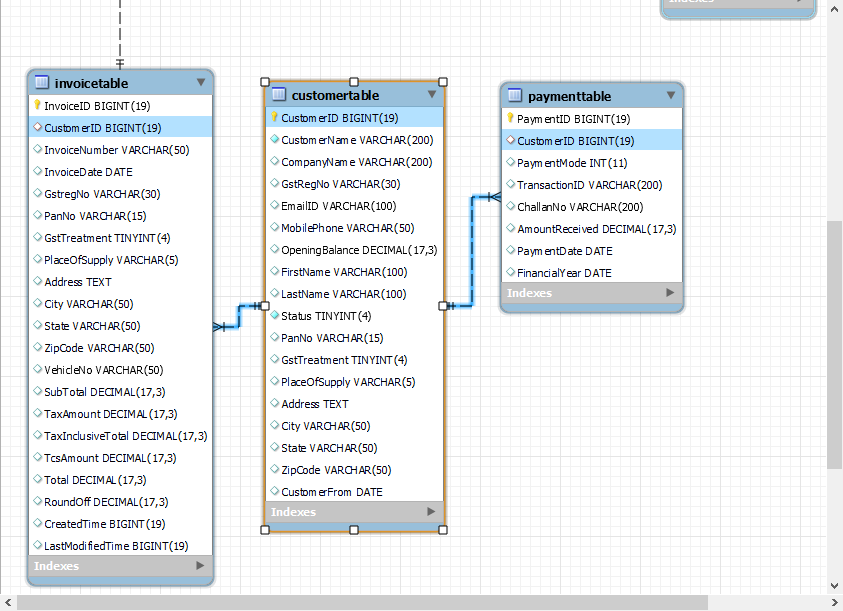 Indexes
invoicetable
InvoiceID BIGINT(19)
CustomerID BIGINT(19)
InvoiceNumber VARCHAR(50)
InvoiceDate DATE
GstregNo VARCHAR(30)
PanNo VARCHAR(15)
GstTreatment TINYINT(4)
PlaceOfSupply VARCHAR(5)
Address TEXT
City VARCHAR(50)
State VARCHAR(50)
ZipCode VARCHAR(50)
VehicleNo VARCHAR(50)
SubTotal DECIMAL(17,3)
TaxAmount DECIMAL(17,3)
TaxInclusiveTotal DECIMAL(17,3)
TcsAmount DECIMAL(17,3)
Total DECIMAL(17,3)
RoundOff DECIMAL(17,3)
CreatedTime BIGINT(19)
LastModifiedTime BIGINT(19)
Indexes
customertable
CustomerID BIGINT(19)
CustomerName VARCHAR(200)
CompanyName VARCHAR(200)
GstRegNo VARCHAR(30)
EmailID VARCHAR(100)
MobilePhone VARCHAR(50)
OpeningBalance DECIMAL(17,3)
FirstName VARCHAR(100)
LastName VARCHAR(100)
Status TINYINT(4)
PanNo VARCHAR(15)
GstTreatment TINYINT(4)
PlaceOfSupply VARCHAR(5)
Address TEXT
City VARCHAR(50)
State VARCHAR(50)
ZipCode VARCHAR(50)
CustomerFrom DATE
Indexes
paymenttable
PaymentID BIGINT(19)
CustomerID BIGINT(19)
PaymentMode INT(11)
TransactionID VARCHAR(200)
ChallanNo VARCHAR(200)
AmountReceived DECIMAL(17,3)
PaymentDate DATE
FinancialYear DATE
Indexes